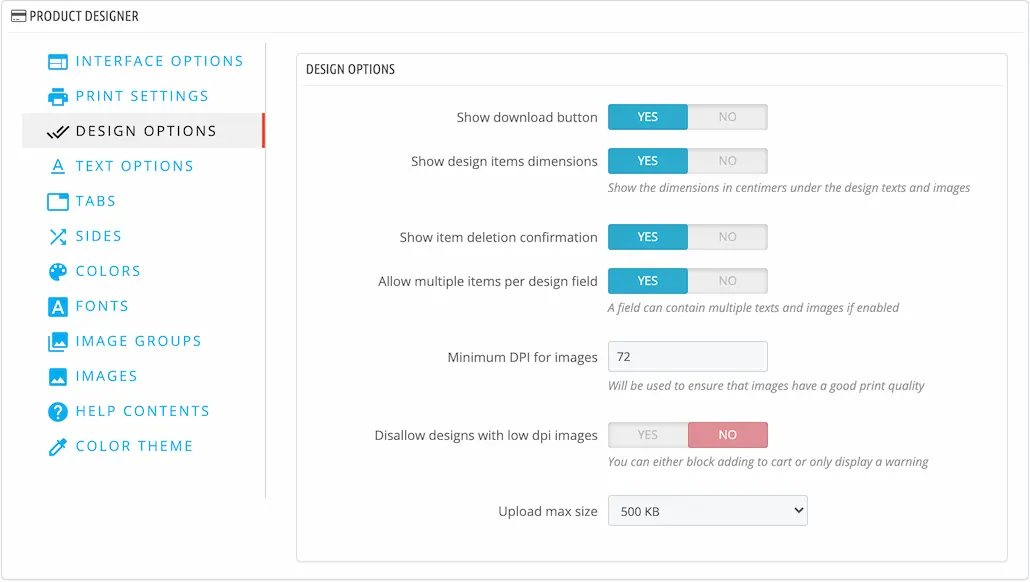 PRODUCT DESIGNER
INTERFACE OPTIONS
PRINT SETTINGS
DESIGN OPTIONS
TEXT OPTIONS
TABS
SIDES
COLORS
FONTS
IMAGE GROUPS
IMAGES
HELP CONTENTS
COLOR THEME
DESIGN OPTIONS
Show download button YES NO
Show design items dimensions YES NO
Show the dimensions in centimers under the design texts and images
Show item deletion confirmation YES NO
Allow multiple items per design field YES NO
A field can contain multiple texts and images if enabled
Minimum DPI for images 72
Will be used to ensure that images have a good print quality
Disallow designs with low dpi images YES NO
You can either block adding to cart or only display a warning
Upload max size 500 KB